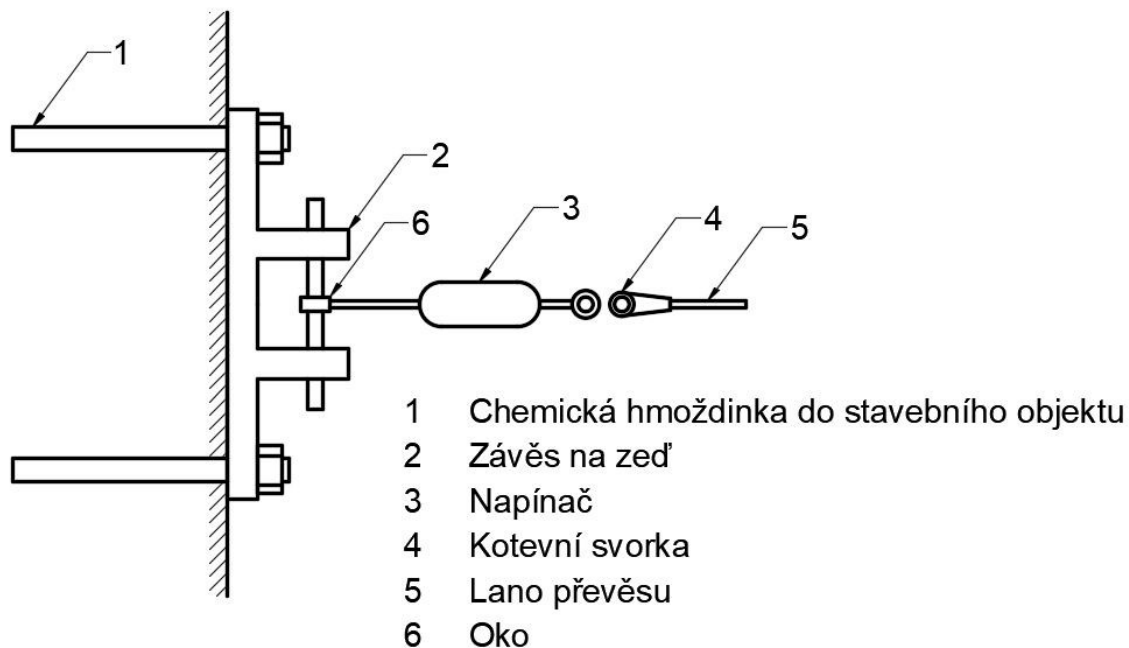 1
2
6
3
4
5
1 Chemická hmoždinka do stavebního objektu
2 Závěs na zeď
3 Napínač
4 Kotevní svorka
5 Lano převěsu
6 Oko